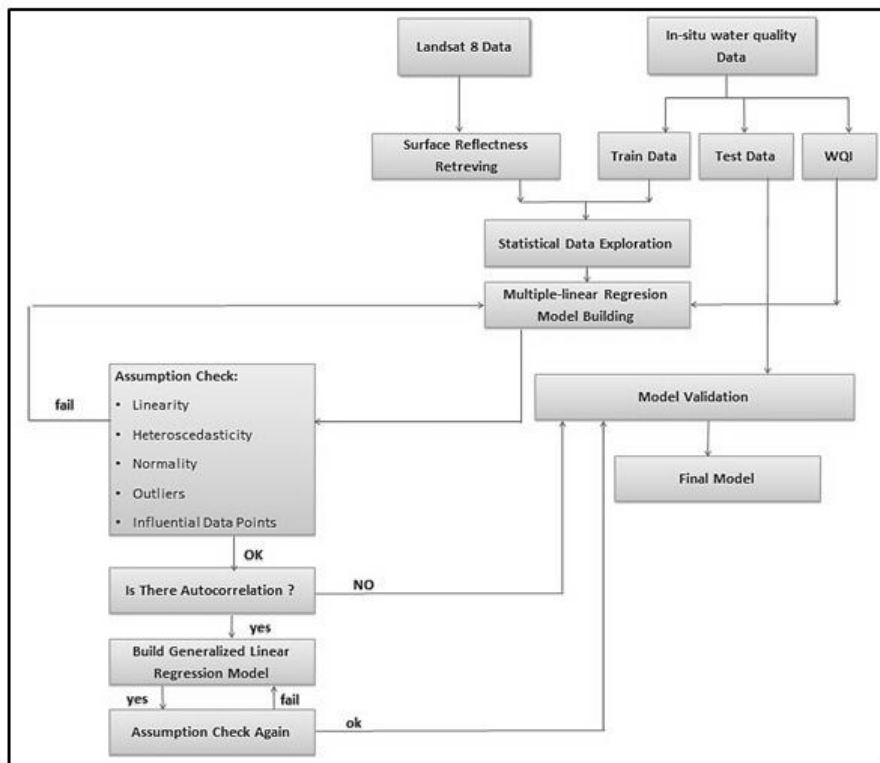 Landsat 8 Data
In-situ water quality
Data
Surface Reflectness
Retreving
Train Data
Test Data
WQI
Statistical Data Exploration
Multiple-linear Regresion
Model Building
Assumption Check:
• Linearity
• Heteroscedasticity
• Normality
• Outliers
• Influential Data Points
fail
Model Validation
Final Model
OK
Is There Autocorrelation ?
NO
yes
Build Generalized Linear
Regression Model
yes
fail
Assumption Check Again
ok